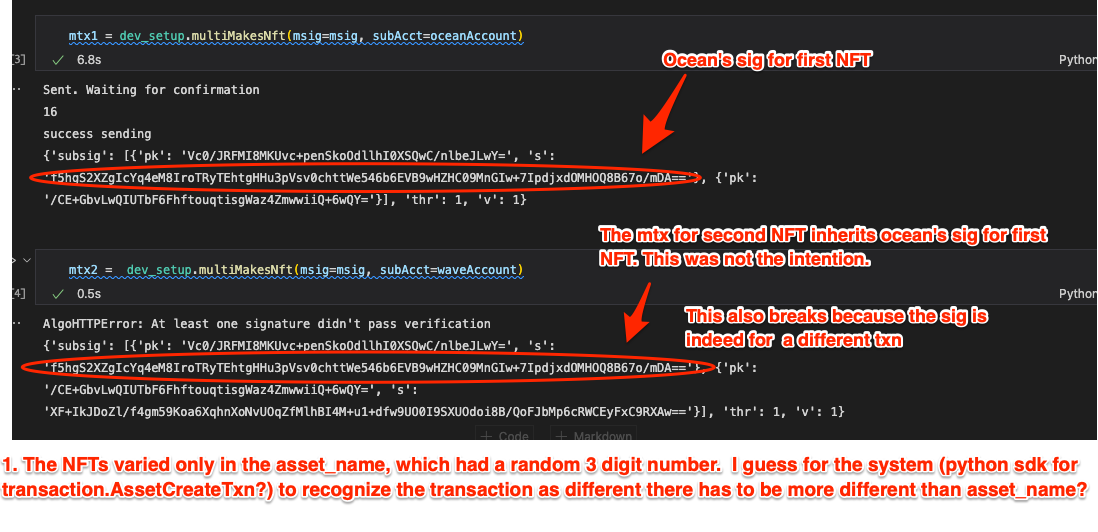 mtx1 = dev_setup.multiMakesNft(msig=msig, subAcct=oceanAccount)
[3]
6.8s
Python
Ocean's sig for first NFT
Sent. Waiting for confirmation
16
success sending
{'subsig': [{'pk': 'Vc0/JRFMI8MKUvc+penSkoOdllhI0XSQwC/nlbeJLwY=', 's':
'f5hgS2XZgIcYq4eM8IroTRyTEhtgHHu3pVsv0chttWe546b6EVB9wHZHC09MnGIw+7IpdjxdOMHOQ8B67o/mDA=='}, {'pk':
'/CE+GbvLwQIUTbF6FhftouqtisgWaz4ZmwwiiQ+6wQY='}], 'thr': 1, 'v': 1}
The mtx for second NFT inherits ocean's sig for first
NFT. This was not the intention.
mtx2 = dev_setup.multiMakesNft(msig=msig, subAcct=waveAccount)
[4]
0.5s
Python
This also breaks because the sig is
indeed for a different txn
AlgoHTTPError: At least one signature didn't pass verification
{'subsig': [{'pk': 'Vc0/JRFMI8MKUvc+penSkoOdllhI0XSQwC/nlbeJLwY=', 's':
'f5hgS2XZgIcYq4eM8IroTRyTEhtgHHu3pVsv0chttWe546b6EVB9wHZHC09MnGIw+7IpdjxdOMHOQ8B67o/mDA=='}, {'pk':
'/CE+GbvLwQIUTbF6FhftouqtisgWaz4ZmwwiiQ+6wQY=', 's':
'XF+IkJDoZl/f4gm59Koa6XqhnXoNvUOqZfMlhBI4M+u1+dfw9UO0I9SXUOdoi8B/QoFJbMp6cRWCEyFxC9RXAw=='}], 'thr': 1, 'v': 1}
+ Code + Markdown
1. The NFTs varied only in the asset_name, which had a random 3 digit number. I guess for the system (python sdk for
transaction.AssetCreateTxn?) to recognize the transaction as different there has to be more different than asset_name?